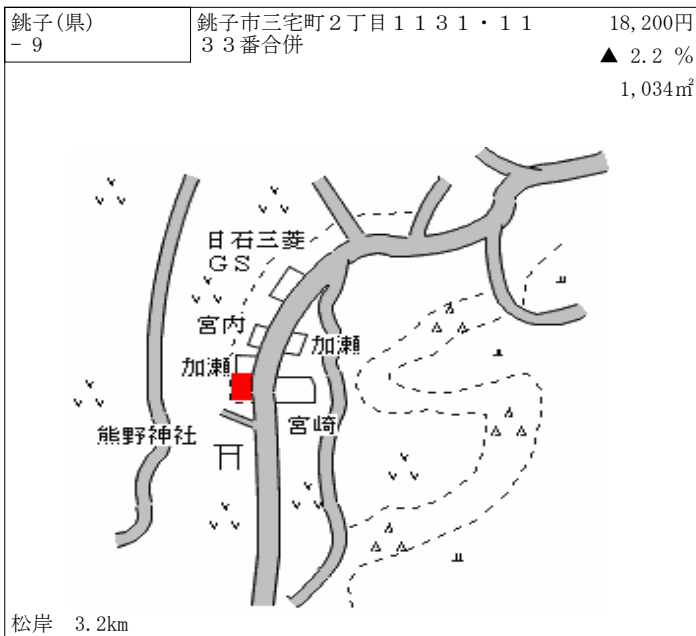 銚子(県)
- 9
銚子市三宅町２丁目１１３１・１１
３３番合併
18,200円
▲ 2.2 %
1,034㎡
日石三菱
ＧＳ
宮内
加瀬
加瀬
宮崎
熊野神社
松岸 3.2km